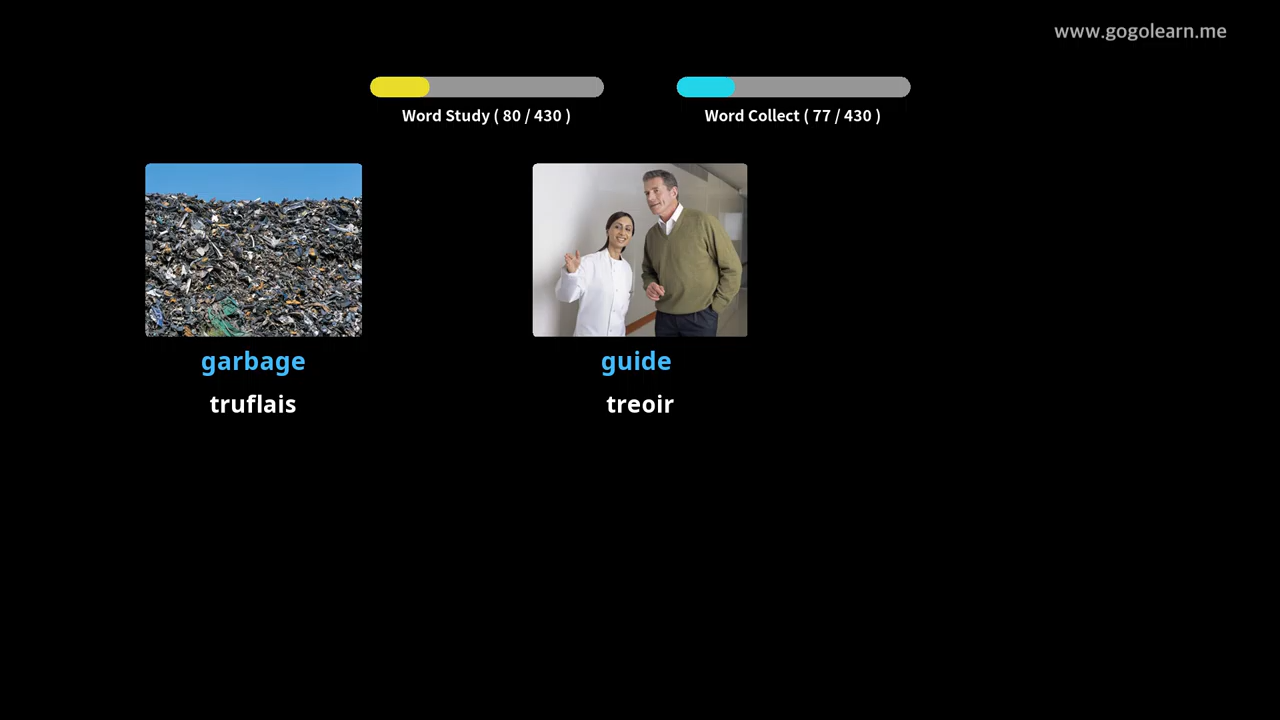 www.gogolearn.me
Word Study ( 80 / 430 )
Word Collect ( 77 / 430 )
garbage
guide
truflais
treoir